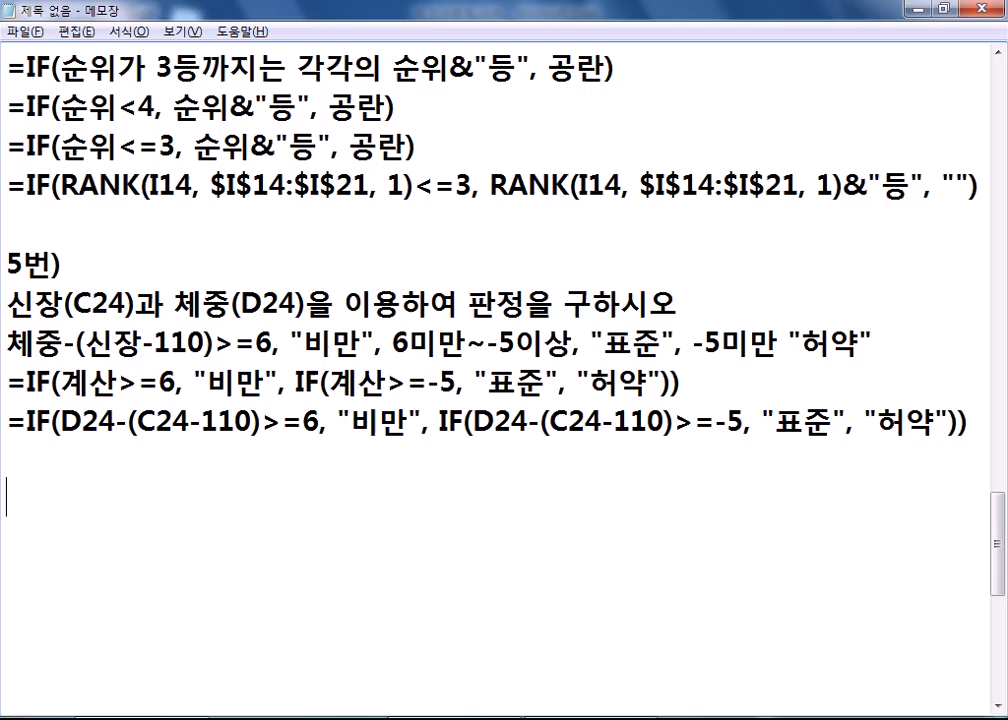 제목 없음 - 메모장
파일(F) 편집(E) 서식(O) 보기(V) 도움말(H)
=IF(순위가 3등까지는 각각의 순위&"등", 공란)
=IF(순위<4, 순위&"등", 공란)
=IF(순위<=3, 순위&"등", 공란)
=IF(RANK(I14, $I$14:$I$21, 1)<=3, RANK(I14, $I$14:$I$21, 1)&"등", "")
5번)
신장(C24)과 체중(D24)을 이용하여 판정을 구하시오
체중-(신장-110)>=6, "비만", 6미만~-5이상, "표준", -5미만 "허약"
=IF(계산>=6, "비만", IF(계산>=-5, "표준", "허약"))
=IF(D24-(C24-110)>=6, "비만", IF(D24-(C24-110)>=-5, "표준", "허약"))